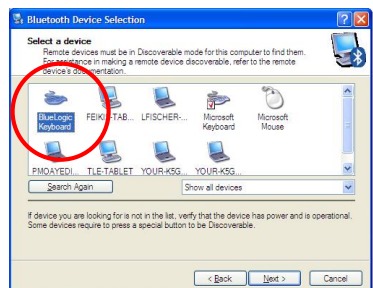 Bluetooth Device Selection
Select a device
Remote devices must be in Discoverable mode for this computer to find them.
For assistance in making a remote device discoverable, refer to the remote
device's documentation.
BlueLogic
Keyboard
FEIKIS-TAB...
LFISCHER-...
Microsoft
Keyboard
Microsoft
Mouse
PMOAYEDI...
TLE-TABLET
YOUR-K5G...
YOUR-K5G...
Search Again
Show all devices
If device you are looking for is not in the list, verify that the device has power and is operational.
Some devices require to press a special button to be Discoverable.
< Back
Next >
Cancel